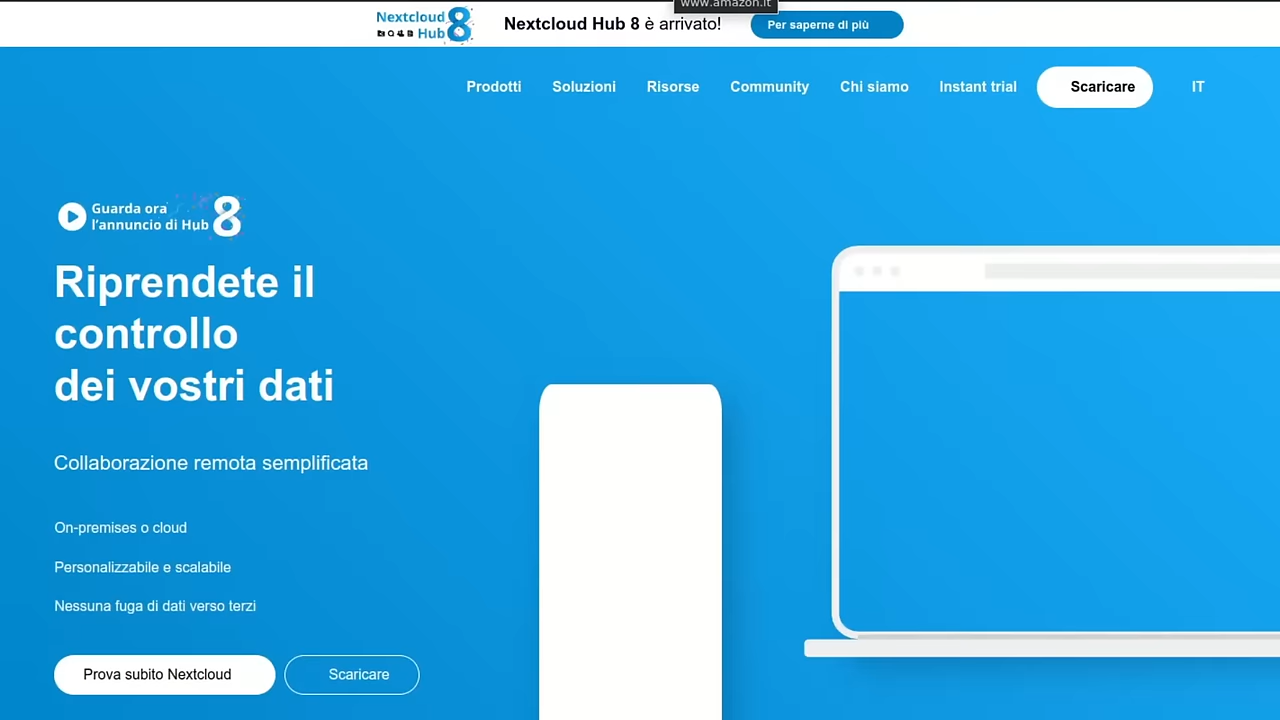 www.amazon.it
Nextcloud
Hub 8
Nextcloud Hub 8 è arrivato!
Per saperne di più
Prodotti
Soluzioni
Risorse
Community
Chi siamo
Instant trial
Scaricare
IT
Guarda ora
l'annuncio di Hub 8
Riprendete il
controllo
dei vostri dati
Collaborazione remota semplificata
On-premises o cloud
Personalizzabile e scalabile
Nessuna fuga di dati verso terzi
Prova subito Nextcloud
Scaricare